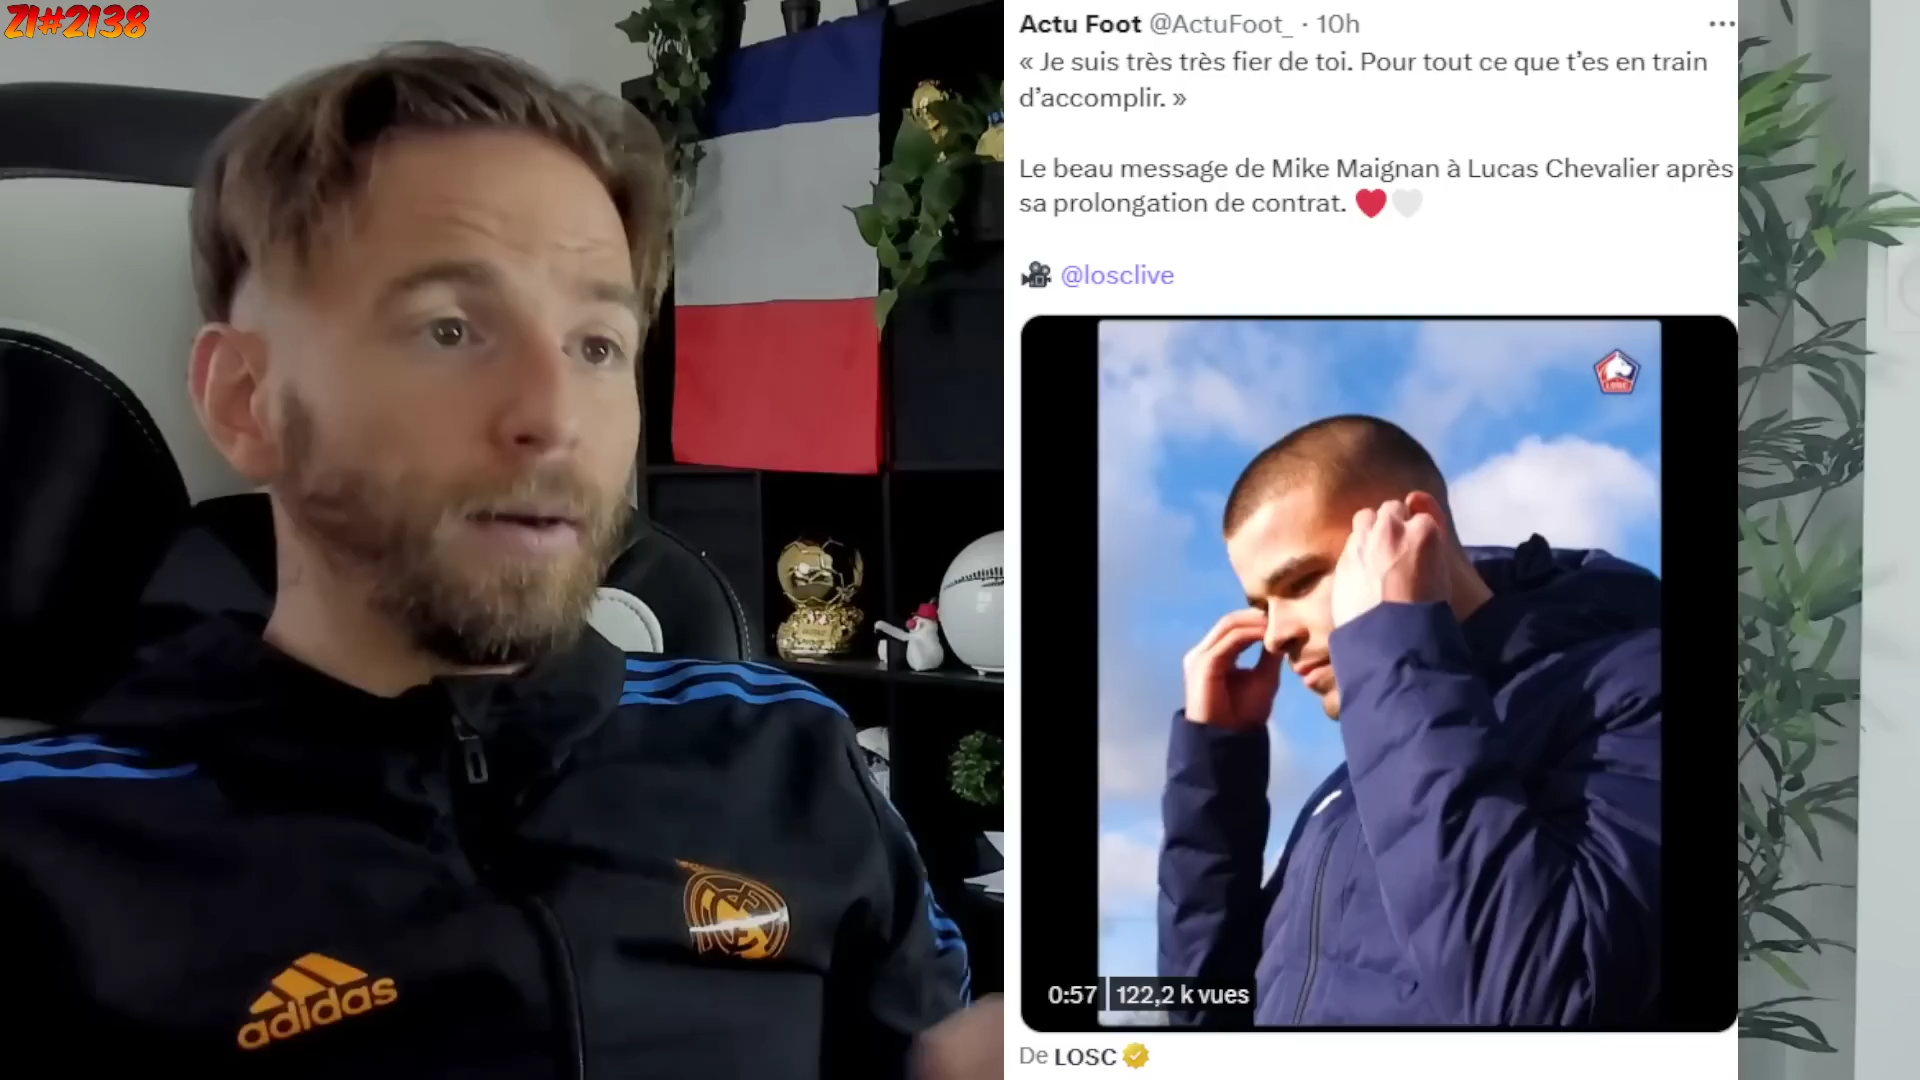 Z1#2138
Actu Foot @ActuFoot_ · 10h
« Je suis très très fier de toi. Pour tout ce que t’es en train
d’accomplir. »
Le beau message de Mike Maignan à Lucas Chevalier après
sa prolongation de contrat. ❤️🤍
🎥 @losclive
LOSC
0:57 | 122,2 k vues
De LOSC
adidas